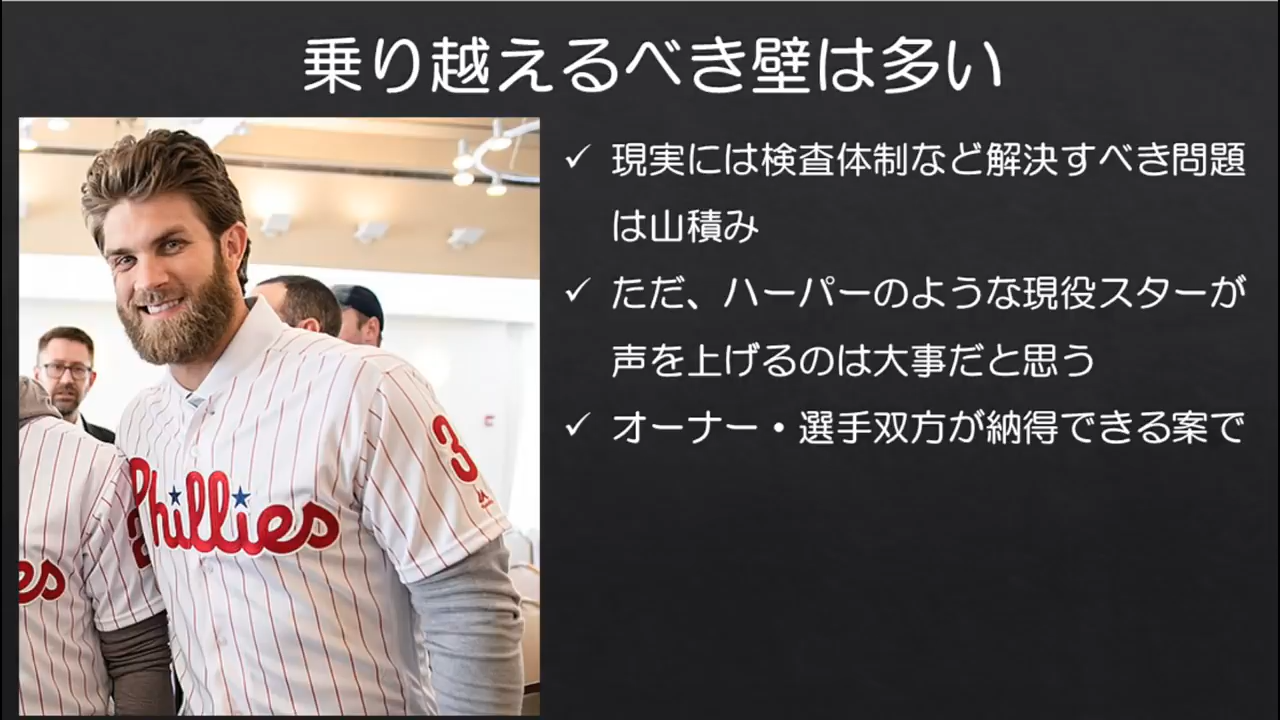 乗り越えるべき壁は多い
✓ 現実には検査体制など解決すべき問題
は山積み
✓ ただ、ハーパーのような現役スターが
声を上げるのは大事だと思う
✓ オーナー・選手双方が納得できる案で
Phillies
3
es